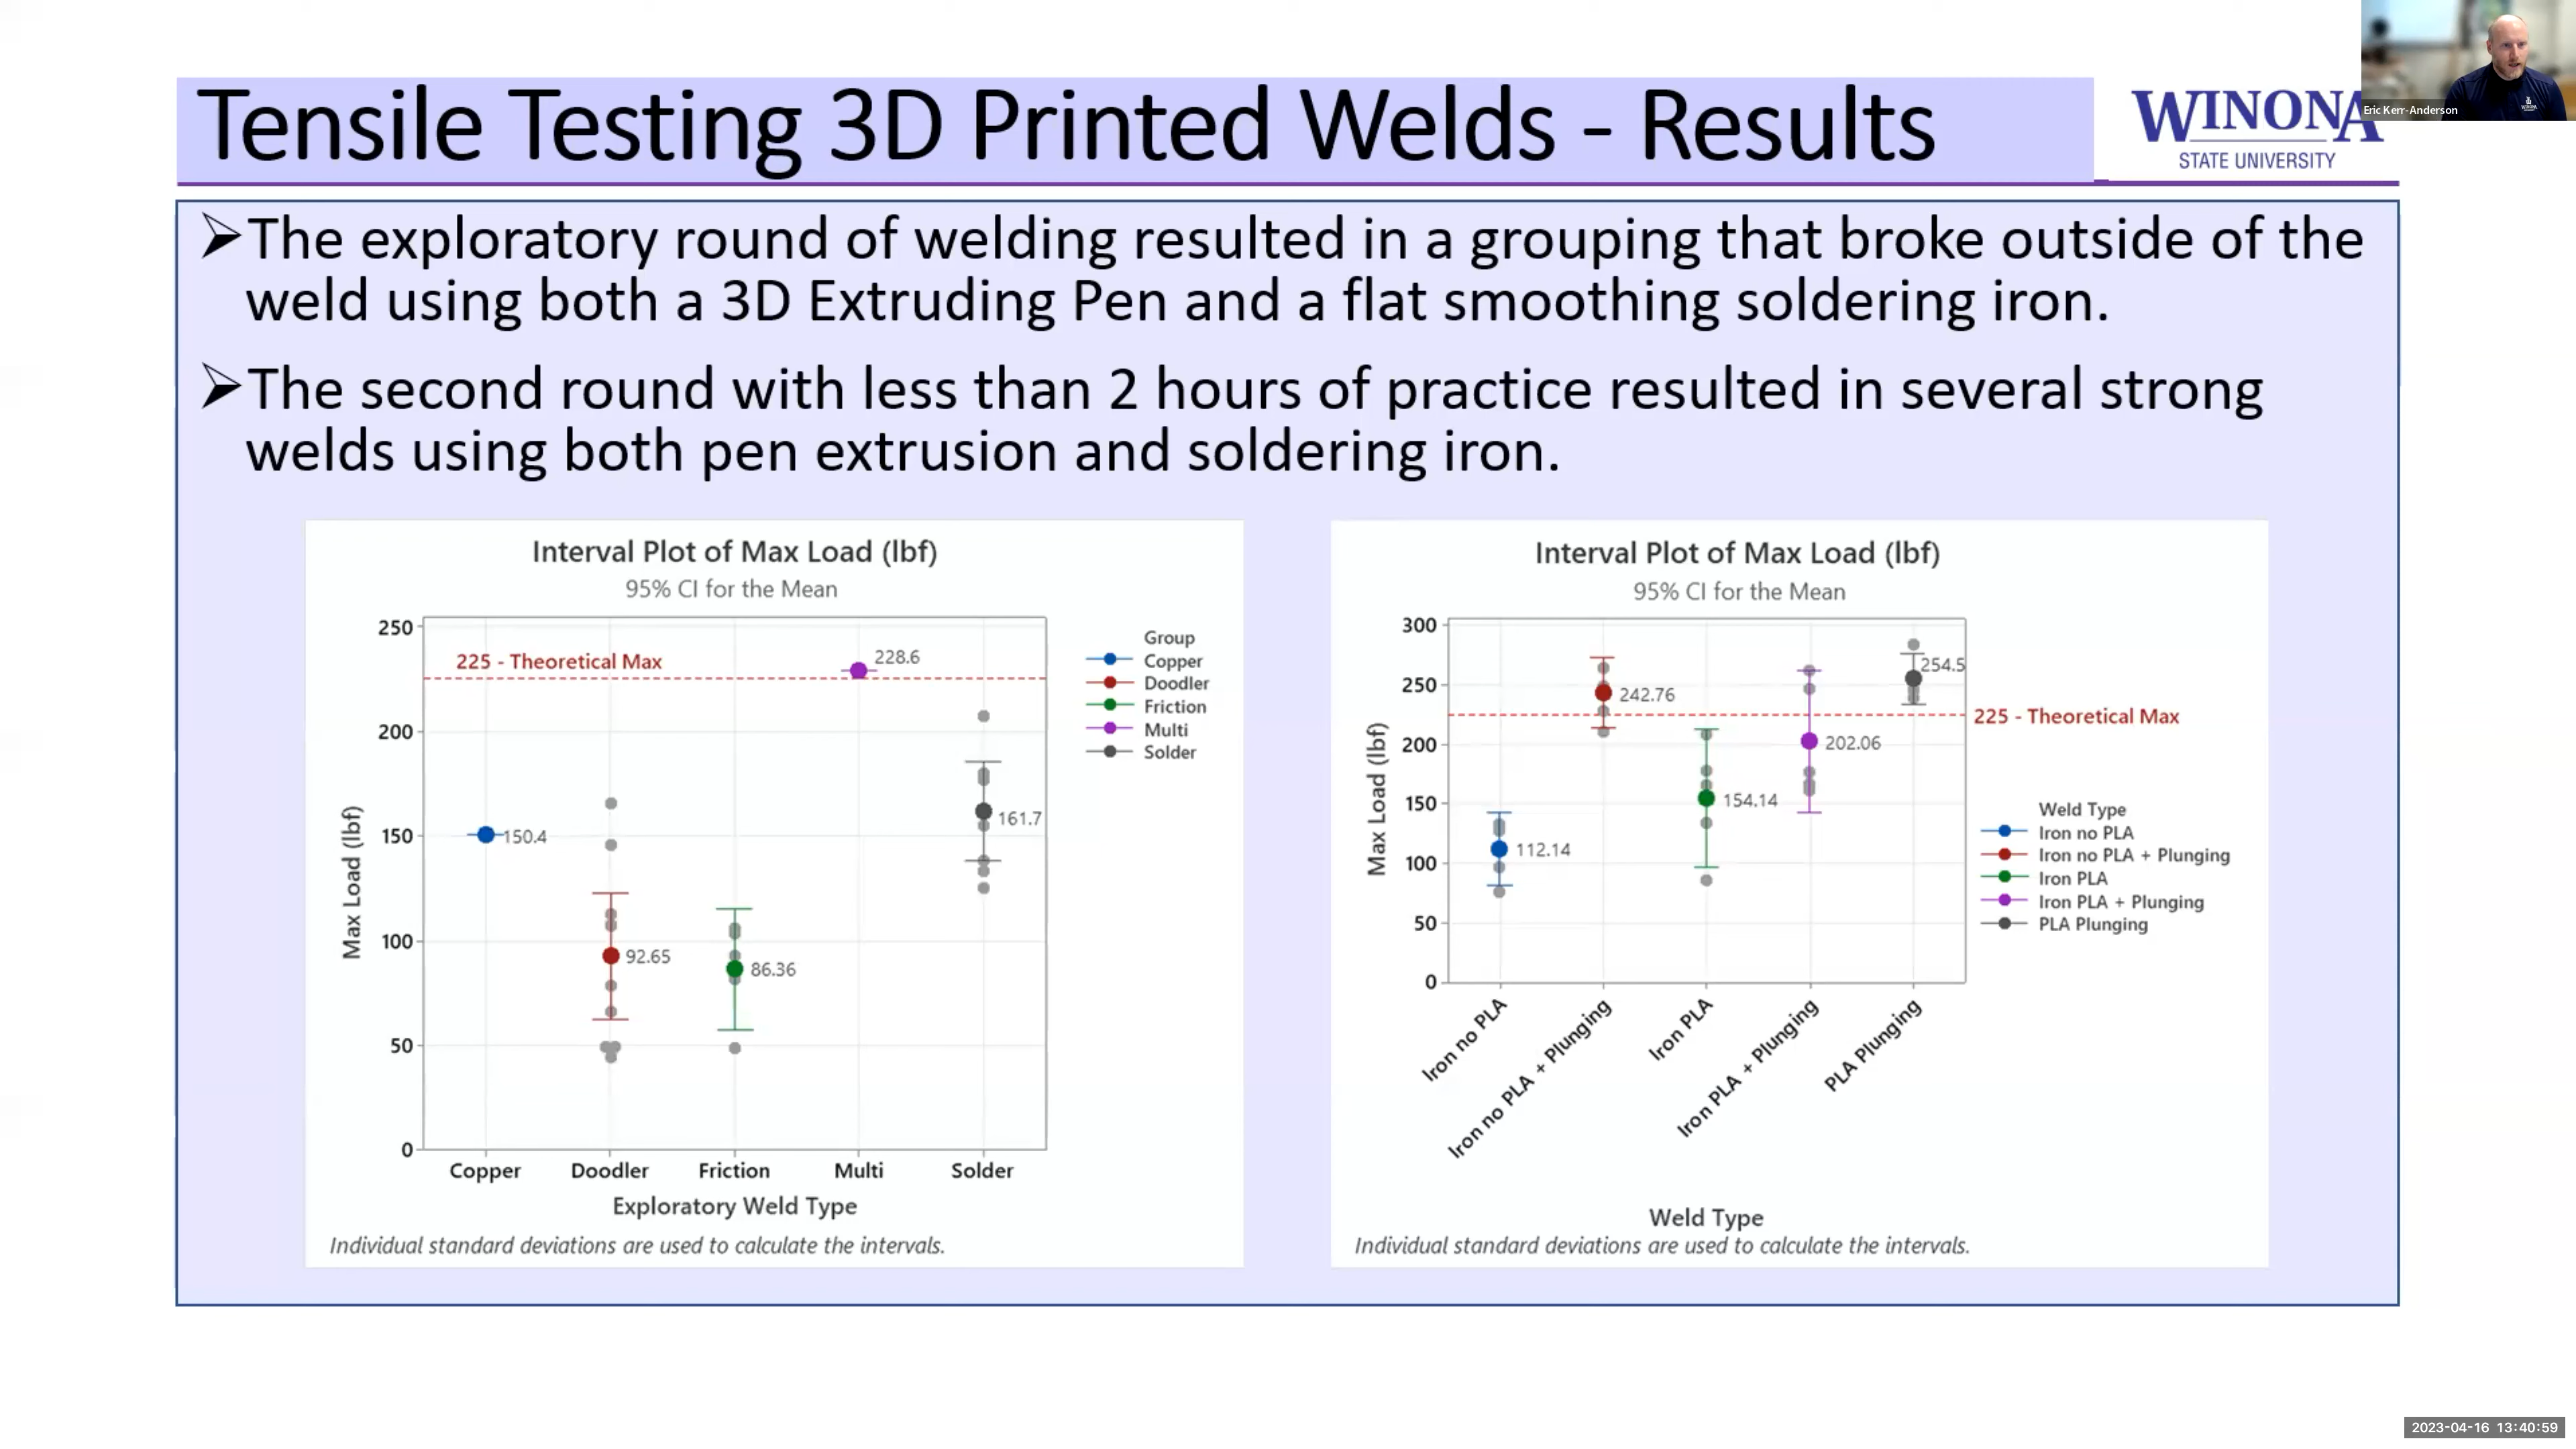 Tensile Testing 3D Printed Welds - Results
WINONA
STATE UNIVERSITY
Eric Kerr-Anderson
➢The exploratory round of welding resulted in a grouping that broke outside of the
weld using both a 3D Extruding Pen and a flat smoothing soldering iron.
➢The second round with less than 2 hours of practice resulted in several strong
welds using both pen extrusion and soldering iron.
Interval Plot of Max Load (lbf)
95% CI for the Mean
250
200
150
100
50
0
Max Load (lbf)
225 - Theoretical Max
150.4
92.65
86.36
228.6
161.7
Copper
Doodler
Friction
Multi
Solder
Exploratory Weld Type
Individual standard deviations are used to calculate the intervals.
Group
Copper
Doodler
Friction
Multi
Solder
Interval Plot of Max Load (lbf)
95% CI for the Mean
300
250
200
150
100
50
0
Max Load (lbf)
112.14
242.76
154.14
202.06
254.5
225 - Theoretical Max
Iron no PLA
Iron no PLA + Plunging
Iron PLA
Iron PLA + Plunging
PLA Plunging
Weld Type
Individual standard deviations are used to calculate the intervals.
Weld Type
Iron no PLA
Iron no PLA + Plunging
Iron PLA
Iron PLA + Plunging
PLA Plunging
2023-04-16 13:40:59